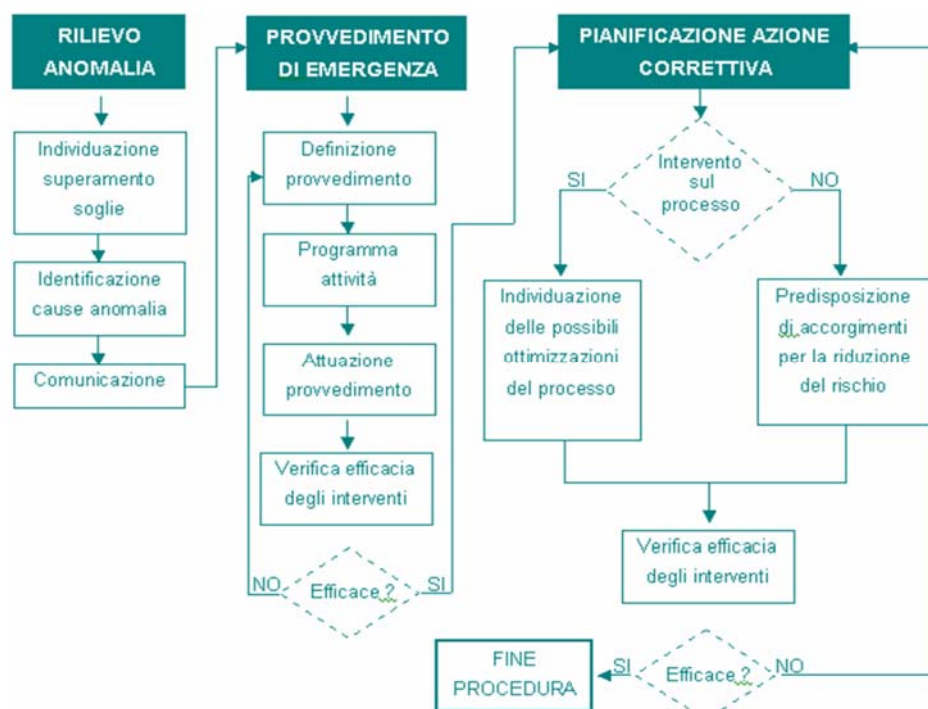 RILIEVO
ANOMALIA
Individuazione
superamento
soglie
Identificazione
cause anomalia
Comunicazione
PROVVEDIMENTO
DI EMERGENZA
Definizione
provvedimento
Programma
attività
Attuazione
provvedimento
Verifica efficacia
degli interventi
NO
Efficace ?
SI
PIANIFICAZIONE AZIONE
CORRETTIVA
SI
Intervento
sul
processo
NO
Individuazione
delle possibili
ottimizzazioni
del processo
Predisposizione
di accorgimenti
per la riduzione
del rischio
Verifica efficacia
degli interventi
FINE
PROCEDURA
SI
Efficace ?
NO